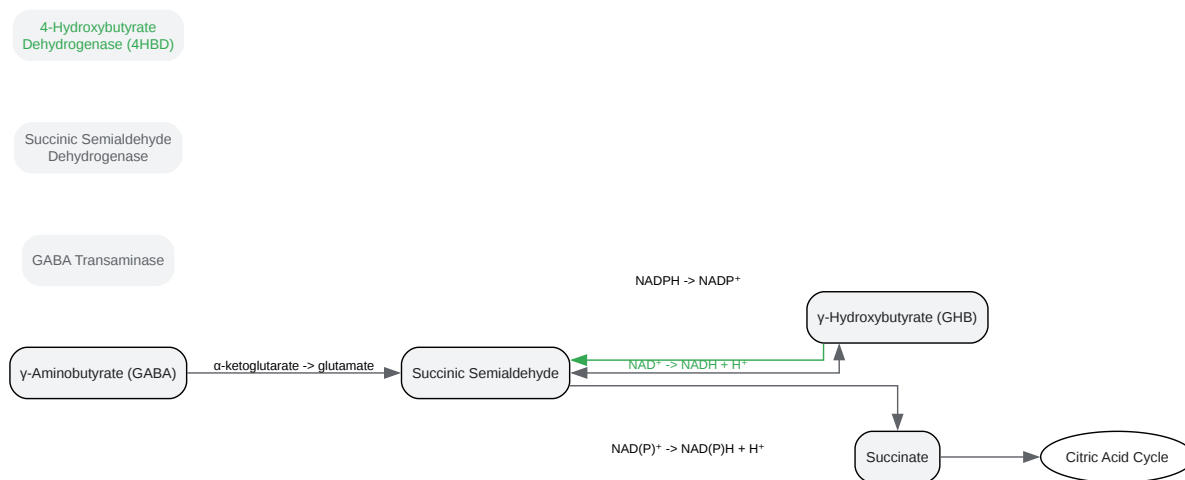 4-Hydroxybutyrate
Dehydrogenase (4HBD)
Succinic Semialdehyde
Dehydrogenase
GABA Transaminase
NADPH -> NADP⁺
γ-Hydroxybutyrate (GHB)
NAD⁺ -> NADH + H⁺
γ-Aminobutyrate (GABA)
α-ketoglutarate -> glutamate
Succinic Semialdehyde
NAD(P)⁺ -> NAD(P)H + H⁺
Succinate
Citric Acid Cycle